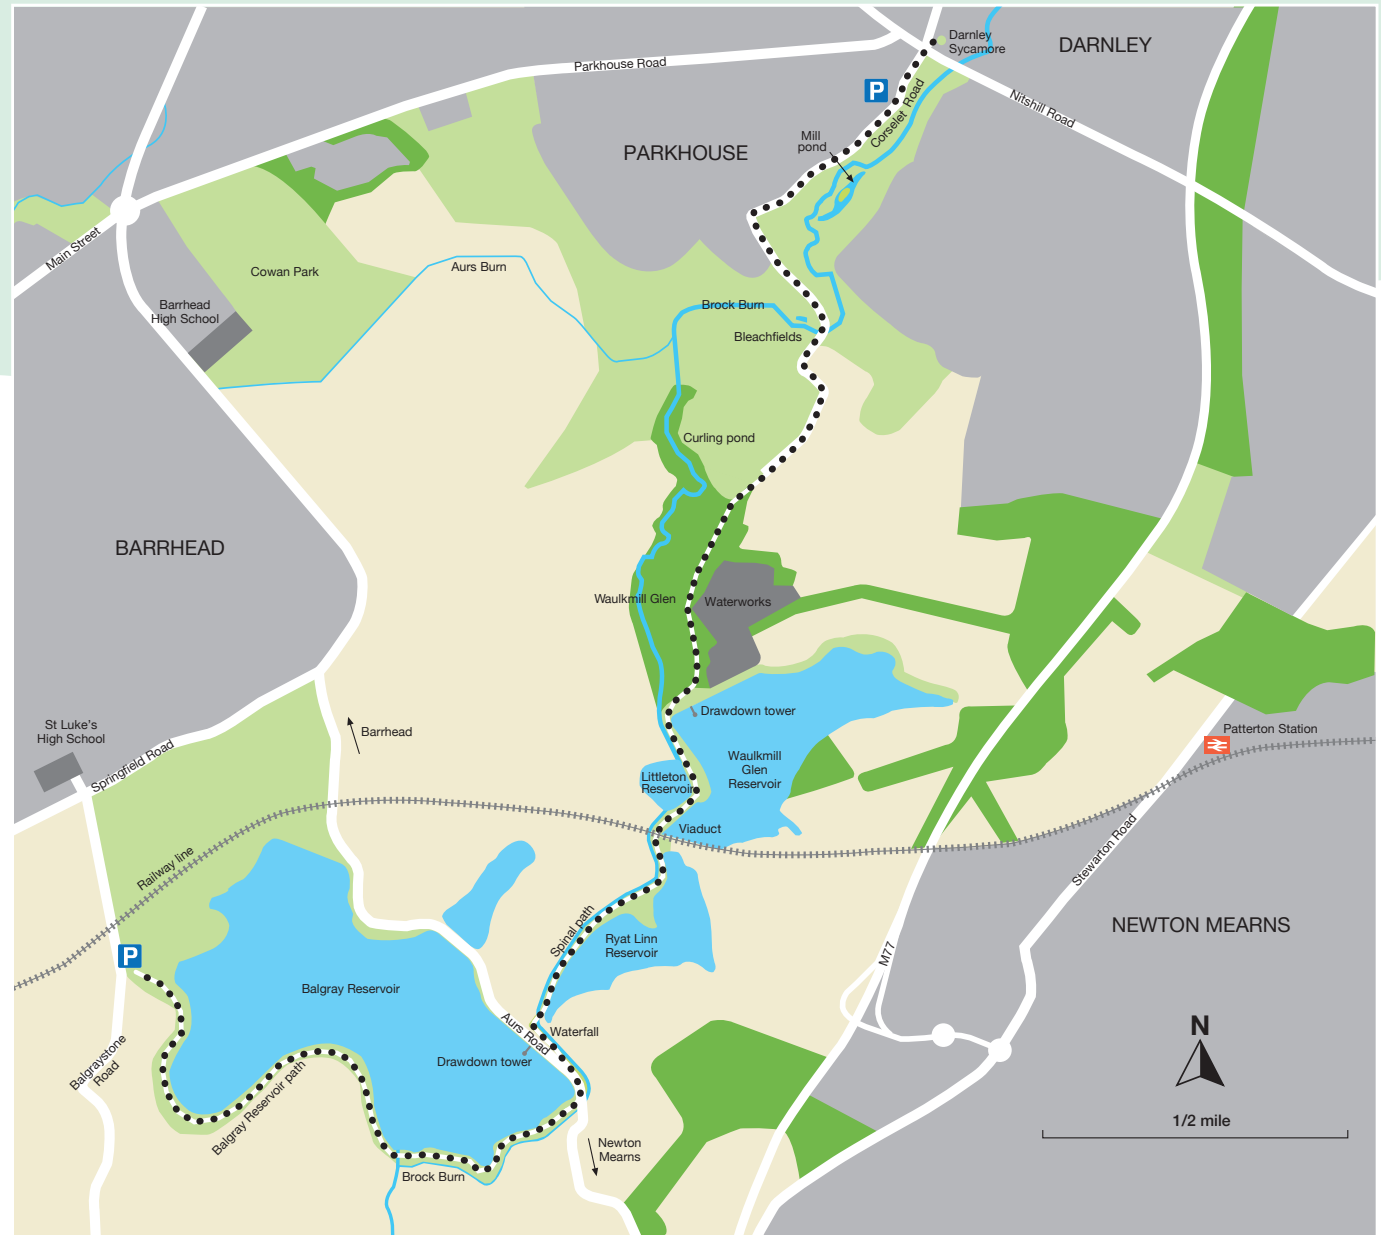 Darnley
Sycamore
DARNLEY
Parkhouse Road
P
Corselet Road
Nitshill Road
Mill
pond
PARKHOUSE
Main Street
Cowan Park
Aurs Burn
Barrhead
High School
Brock Burn
Bleachfields
Curling pond
BARRHEAD
Waulkmill Glen
Waterworks
St Luke's
High School
Springfield Road
Barrhead
Drawdown tower
Patterton Station
Waulkmill
Glen
Reservoir
Littleton
Reservoir
Viaduct
Railway line
Stewarton Road
NEWTON MEARNS
P
Spinal path
Ryat Linn
Reservoir
M77
Balgray Reservoir
Aurs Road
Waterfall
Drawdown tower
N
Balgraystone
Road
Balgray Reservoir path
1/2 mile
Newton
Mearns
Brock Burn